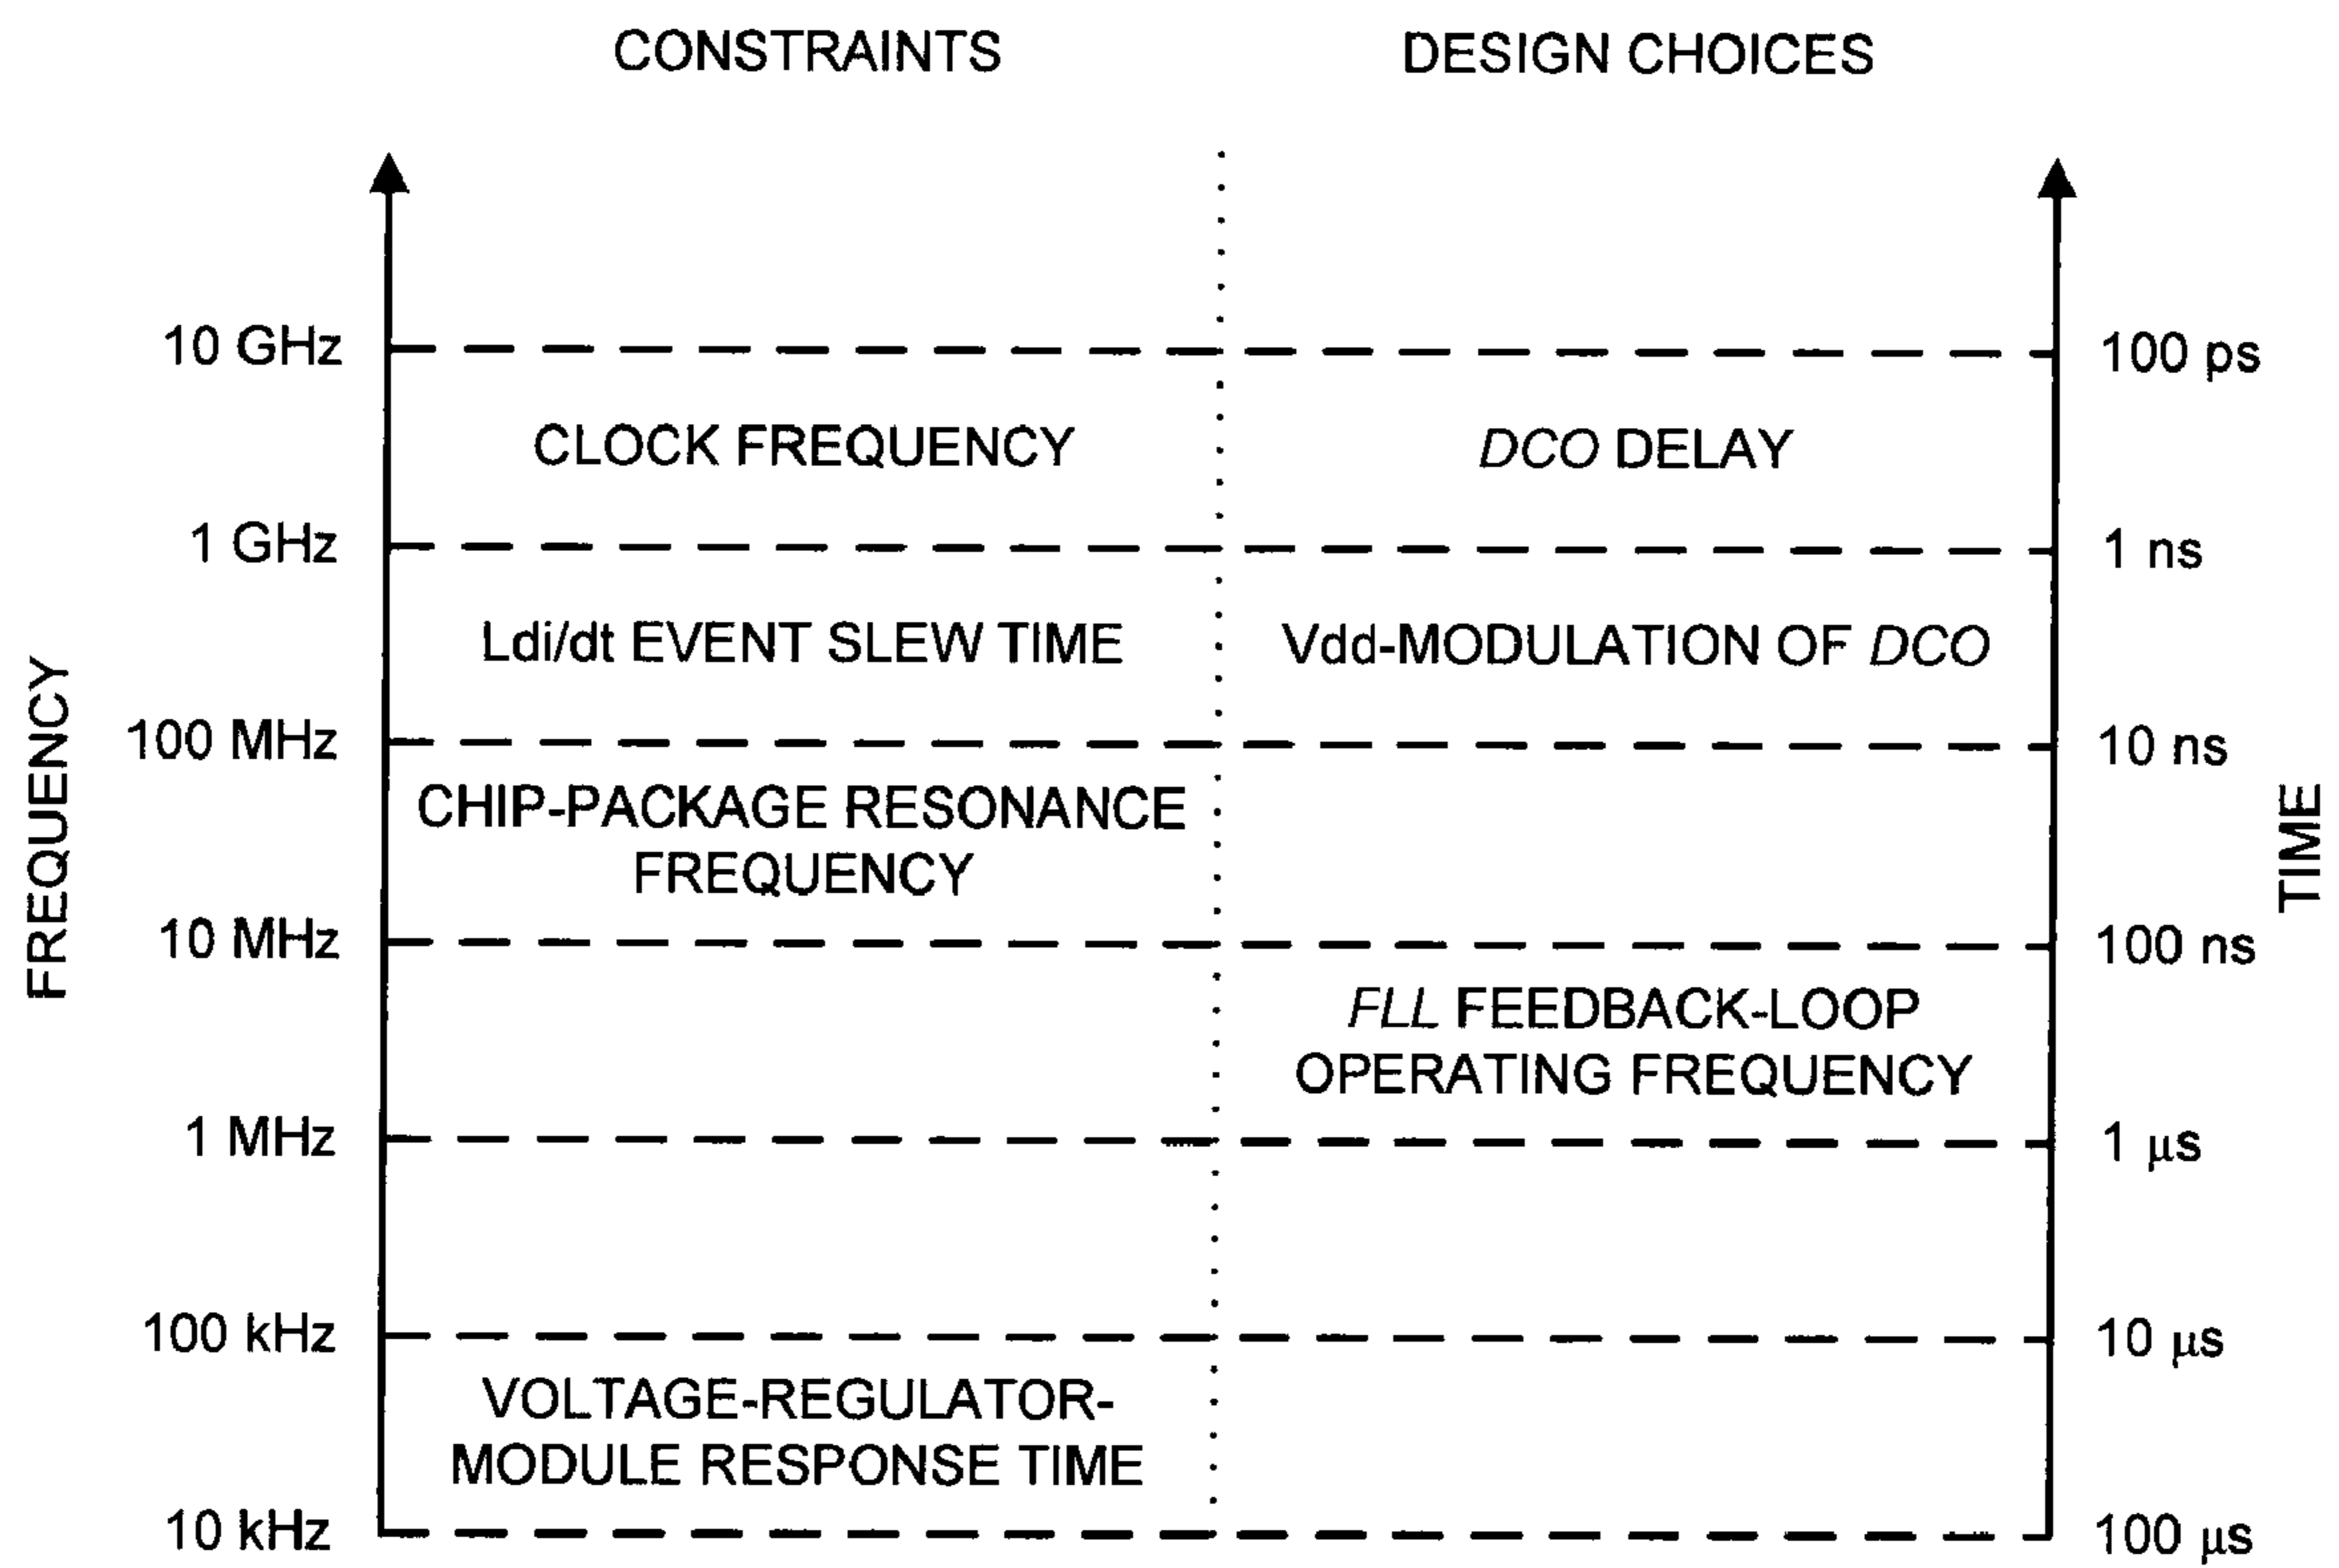 CONSTRAINTS
DESIGN CHOICES
10 GHz
100 ps
CLOCK FREQUENCY
DCO DELAY
1 GHz
1 ns
Ldi/dt EVENT SLEW TIME
Vdd-MODULATION OF DCO
100 MHz
10 ns
CHIP-PACKAGE RESONANCE
FREQUENCY
FREQUENCY
TIME
10 MHz
100 ns
FLL FEEDBACK-LOOP
OPERATING FREQUENCY
1 MHz
1 μs
100 kHz
10 μs
VOLTAGE-REGULATOR-
MODULE RESPONSE TIME
10 kHz
100 μs